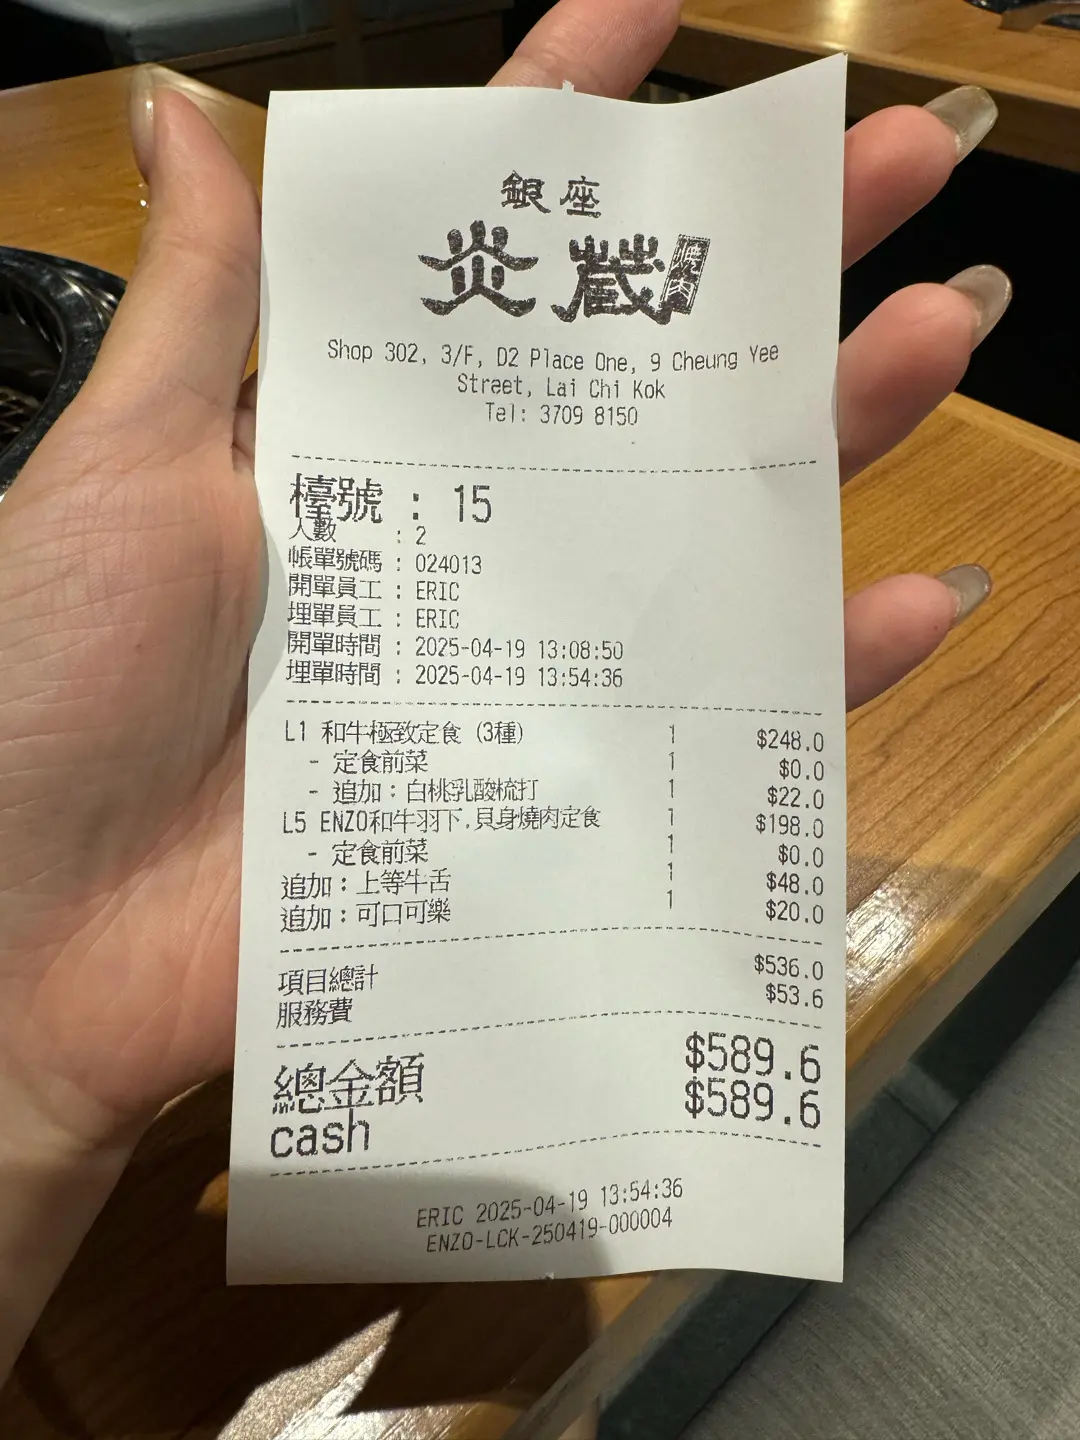 銀座
炎蔵 燒肉
Shop 302, 3/F, D2 Place One, 9 Cheung Yee
Street, Lai Chi Kok
Tel: 3709 8150
檯號 : 15
人數 : 2
帳單號碼 : 024013
開單員工 : ERIC
埋單員工 : ERIC
開單時間 : 2025-04-19 13:08:50
埋單時間 : 2025-04-19 13:54:36
L1 和牛極致定食 (3種) 1 $248.0
- 定食前菜 1 $0.0
- 追加：白桃乳酸梳打 1 $22.0
L5 ENZO和牛羽下,貝身燒肉定食 1 $198.0
- 定食前菜 1 $0.0
追加：上等牛舌 1 $48.0
追加：可口可樂 1 $20.0
項目總計 $536.0
服務費 $53.6
總金額 $589.6
cash $589.6
ERIC 2025-04-19 13:54:36
ENZO-LCK-250419-000004